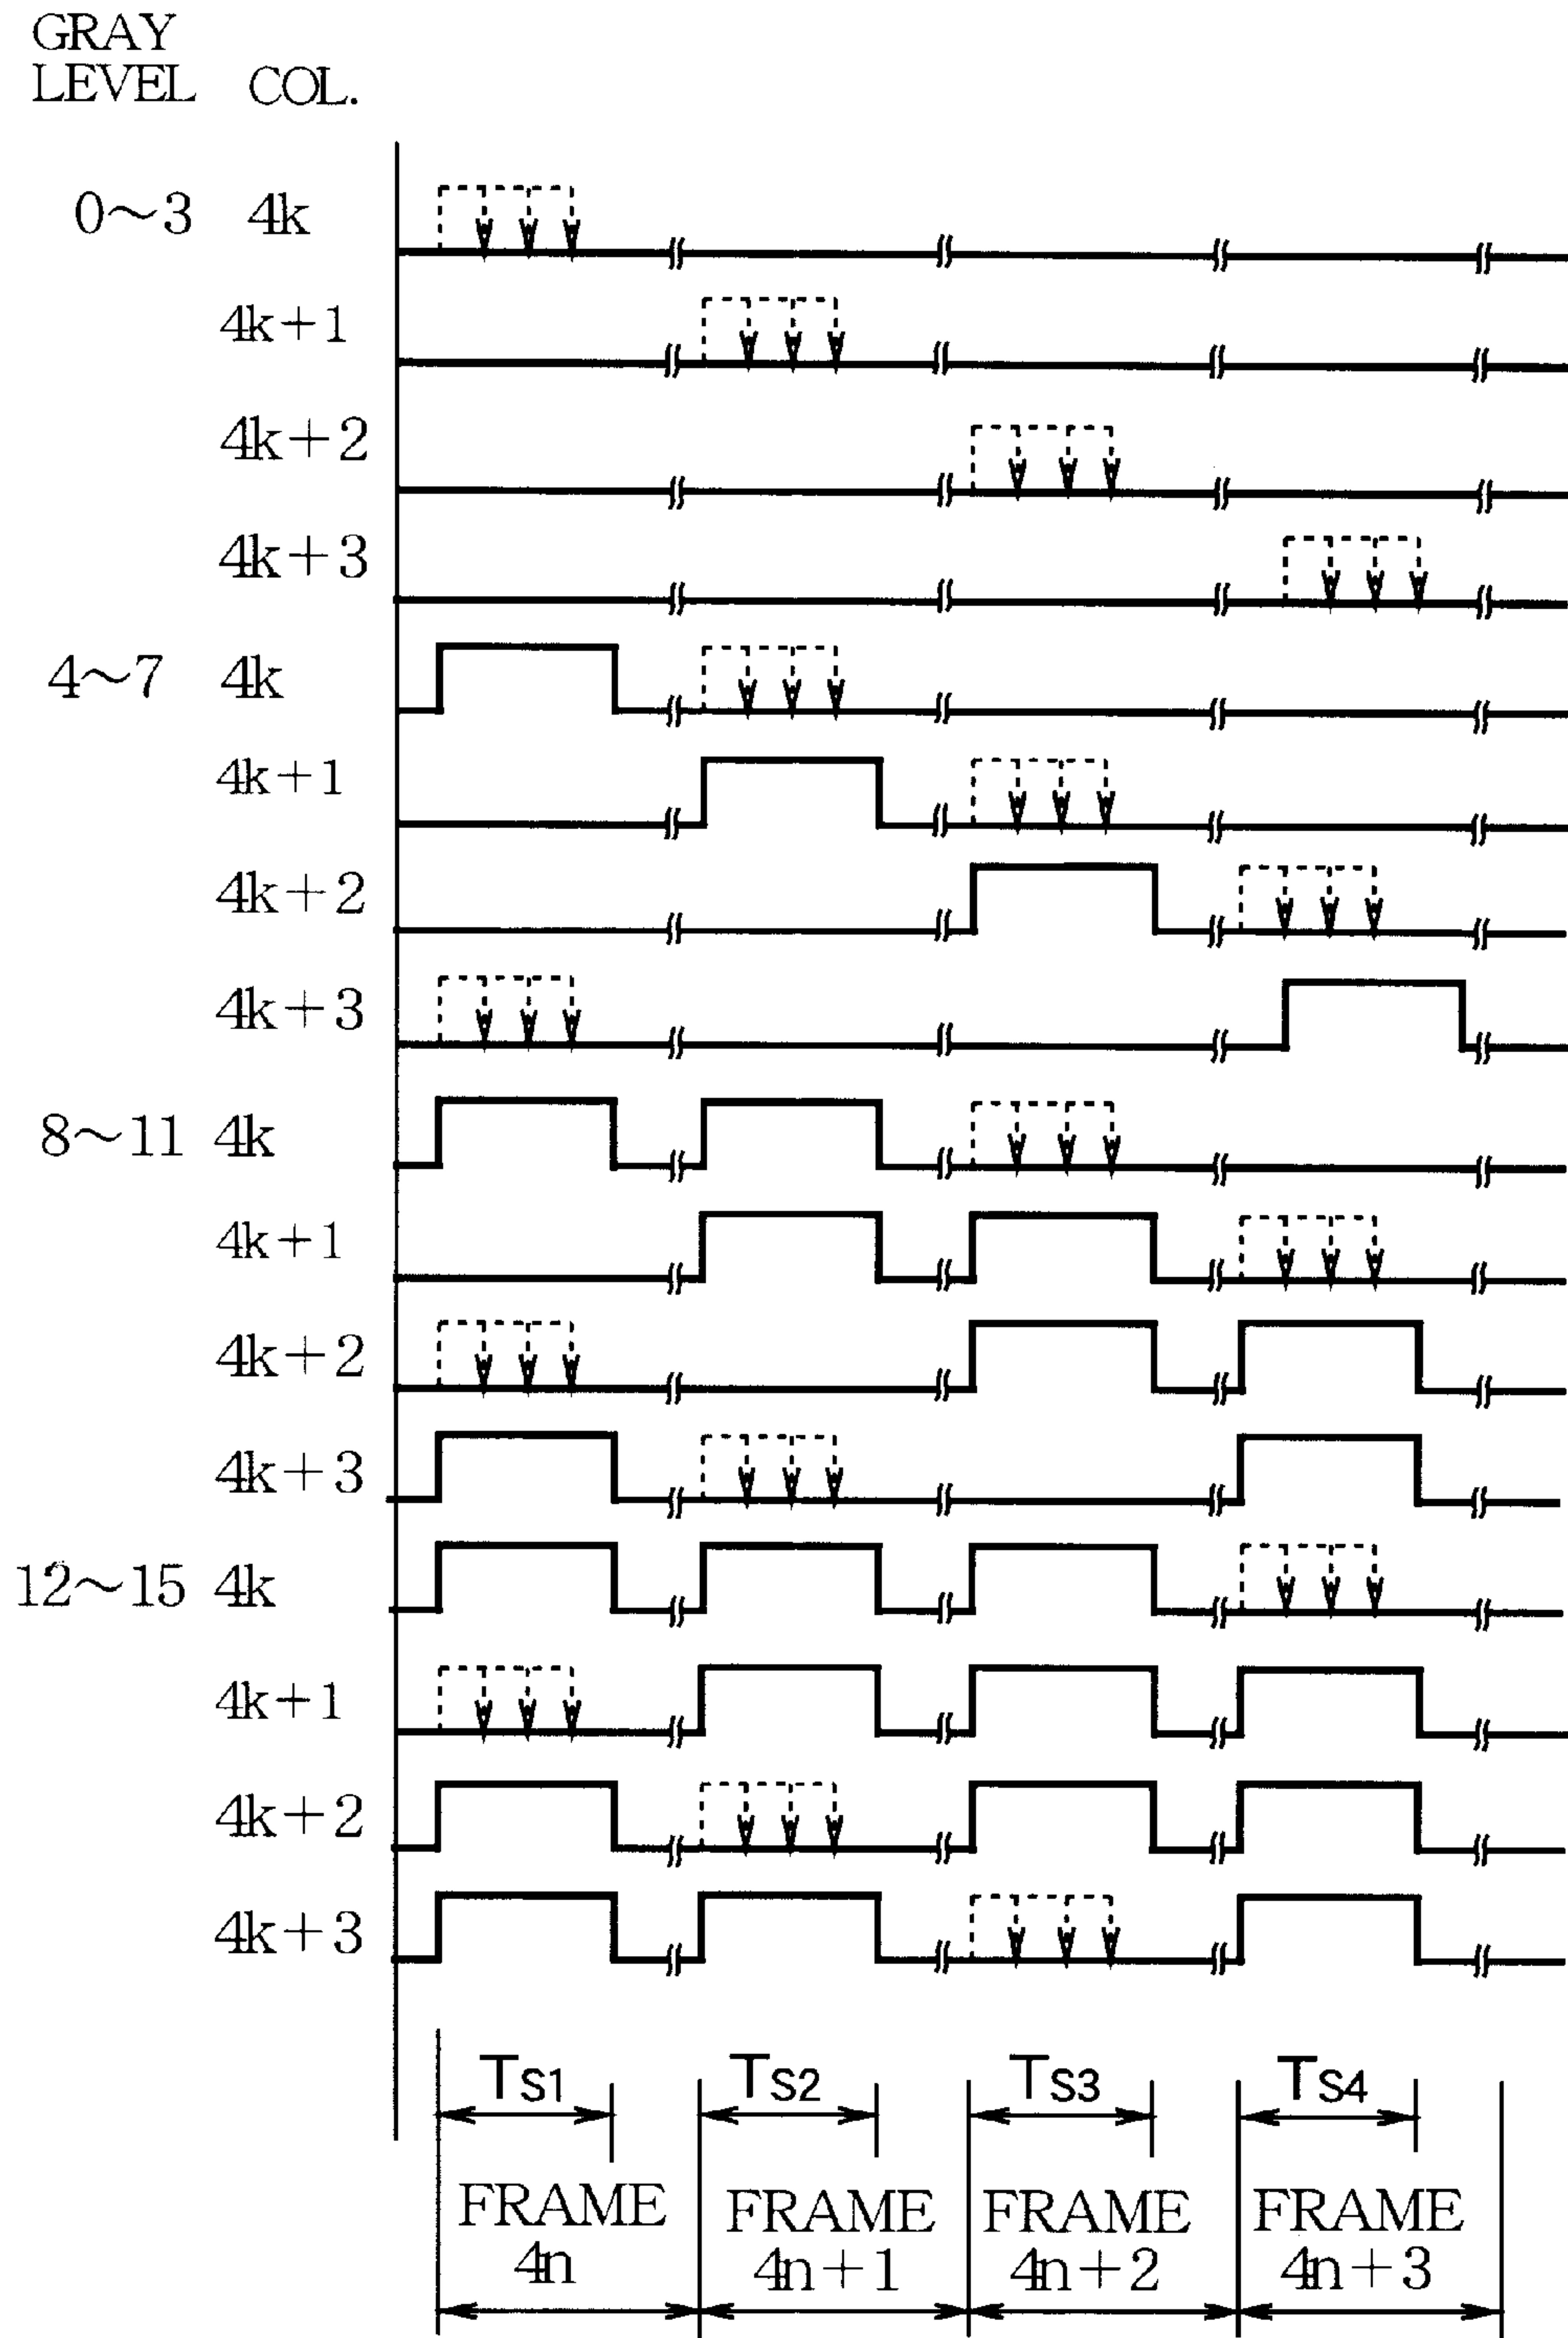 GRAY
LEVEL COL.
0～3 4k
4k+1
4k+2
4k+3
4～7 4k
4k+1
4k+2
4k+3
8～11 4k
4k+1
4k+2
4k+3
12～15 4k
4k+1
4k+2
4k+3
TS1 TS2 TS3 TS4
FRAME FRAME FRAME FRAME
4n 4n+1 4n+2 4n+3